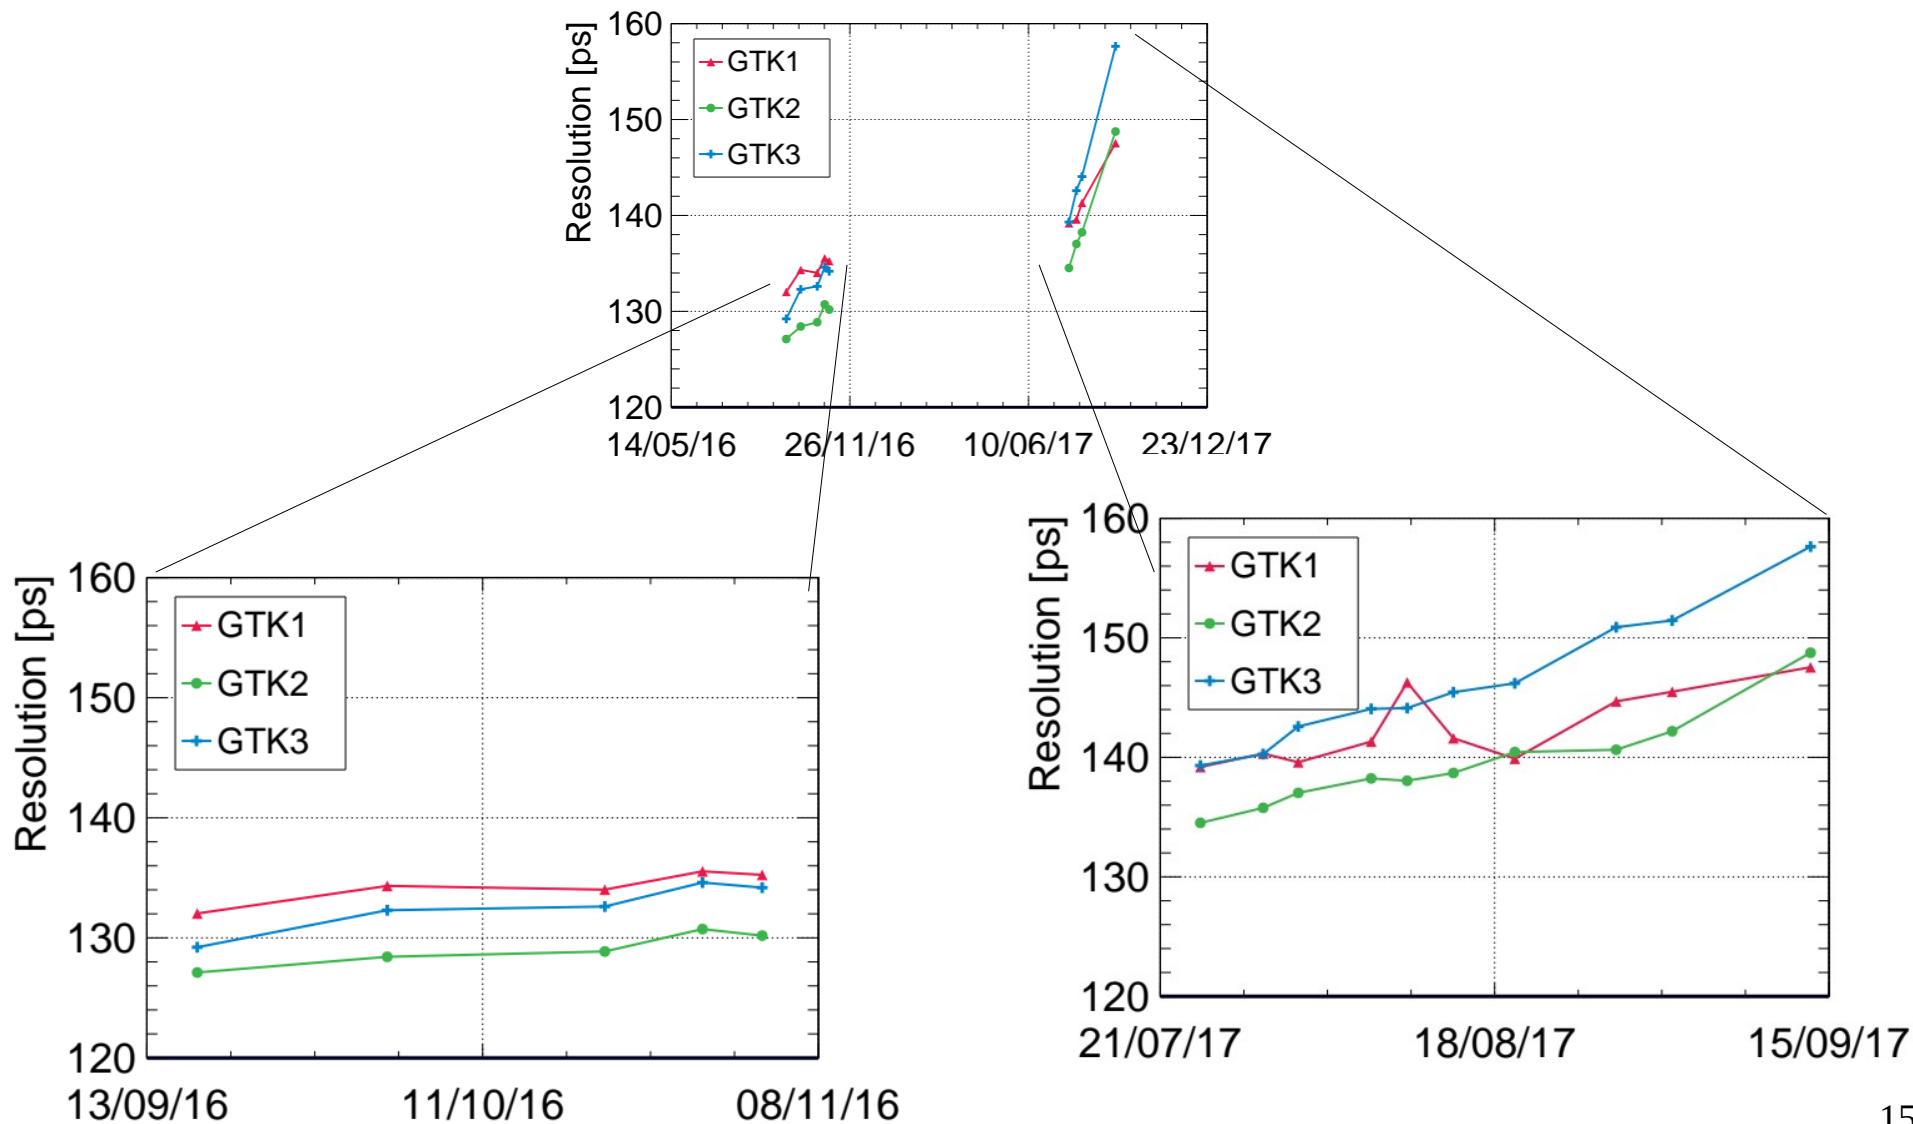 Resolution [ps]
160
150
140
130
120
GTK1
GTK2
GTK3
14/05/16 26/11/16 10/06/17 23/12/17
Resolution [ps]
160
150
140
130
120
GTK1
GTK2
GTK3
13/09/16 11/10/16 08/11/16
Resolution [ps]
160
150
140
130
120
GTK1
GTK2
GTK3
21/07/17 18/08/17 15/09/17
15